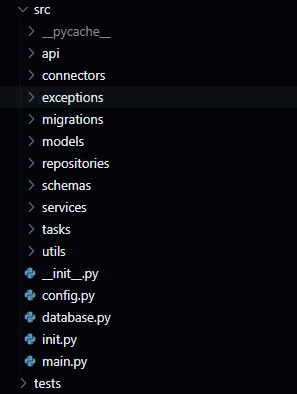 src
__pycache__
api
connectors
exceptions
migrations
models
repositories
schemas
services
tasks
utils
__init__.py
config.py
database.py
init.py
main.py
tests